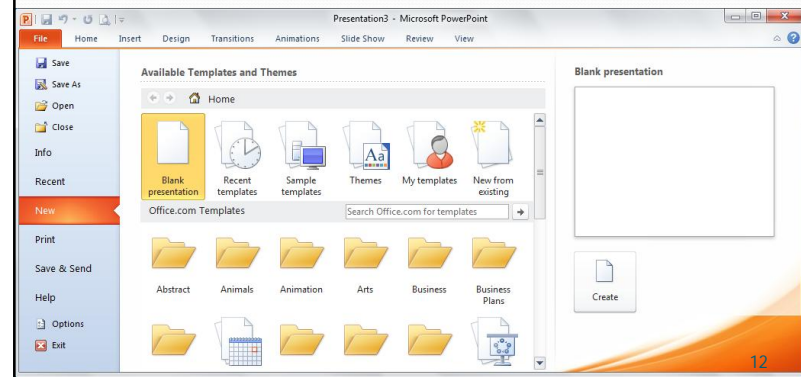 Presentation3 - Microsoft PowerPoint
File Home Insert Design Transitions Animations Slide Show Review View
Save
Save As
Open
Close
Info
Recent
New
Print
Save & Send
Help
Options
Exit
Available Templates and Themes
Home
Blank presentation
Recent templates
Sample templates
Themes
My templates
New from existing
Office.com Templates
Search Office.com for templates
Abstract
Animals
Animation
Arts
Business
Business Plans
Blank presentation
Create
12